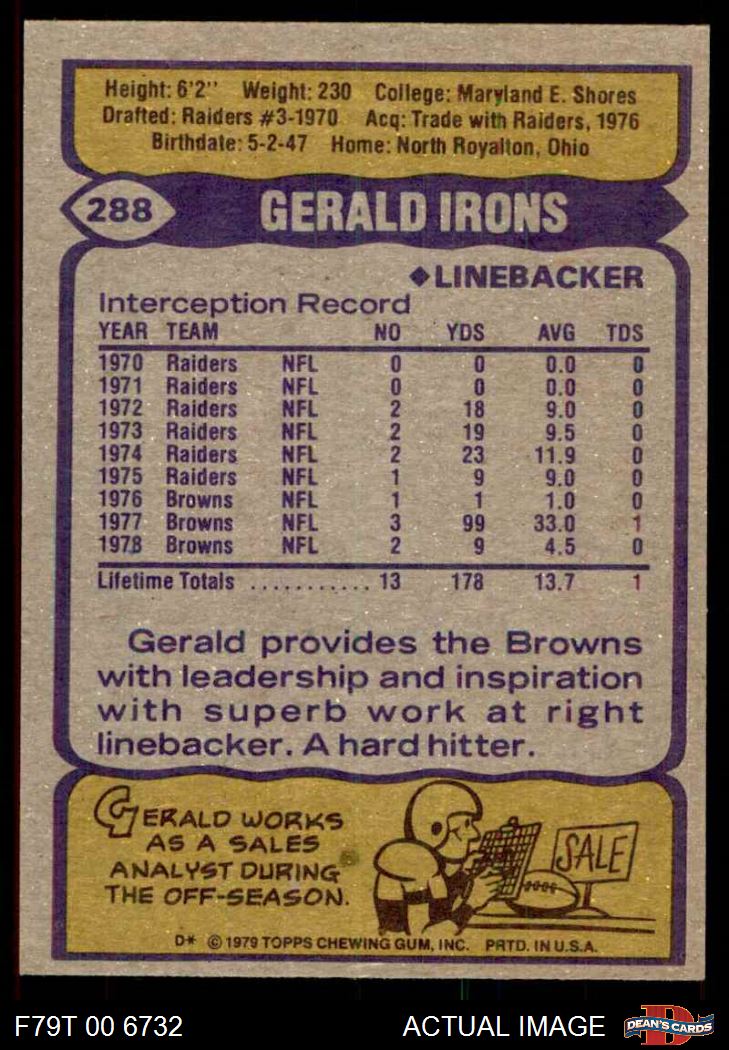 Height: 6'2" Weight: 230 College: Maryland E. Shores
Drafted: Raiders #3-1970 Acq: Trade with Raiders, 1976
Birthdate: 5-2-47 Home: North Royalton, Ohio
288 GERALD IRONS
◆LINEBACKER
Interception Record
YEAR TEAM NO YDS AVG TDS
1970 Raiders NFL 0 0 0.0 0
1971 Raiders NFL 0 0 0.0 0
1972 Raiders NFL 2 18 9.0 0
1973 Raiders NFL 2 19 9.5 0
1974 Raiders NFL 2 23 11.9 0
1975 Raiders NFL 1 9 9.0 0
1976 Browns NFL 1 1 1.0 0
1977 Browns NFL 3 99 33.0 1
1978 Browns NFL 2 9 4.5 0
Lifetime Totals ........... 13 178 13.7 1
Gerald provides the Browns
with leadership and inspiration
with superb work at right
linebacker. A hard hitter.
GERALD WORKS
AS A SALES
ANALYST DURING
THE OFF-SEASON.
SALE
D* © 1979 TOPPS CHEWING GUM, INC. PRTD. IN U.S.A.
F79T 00 6732 ACTUAL IMAGE D DEAN'S CARDS